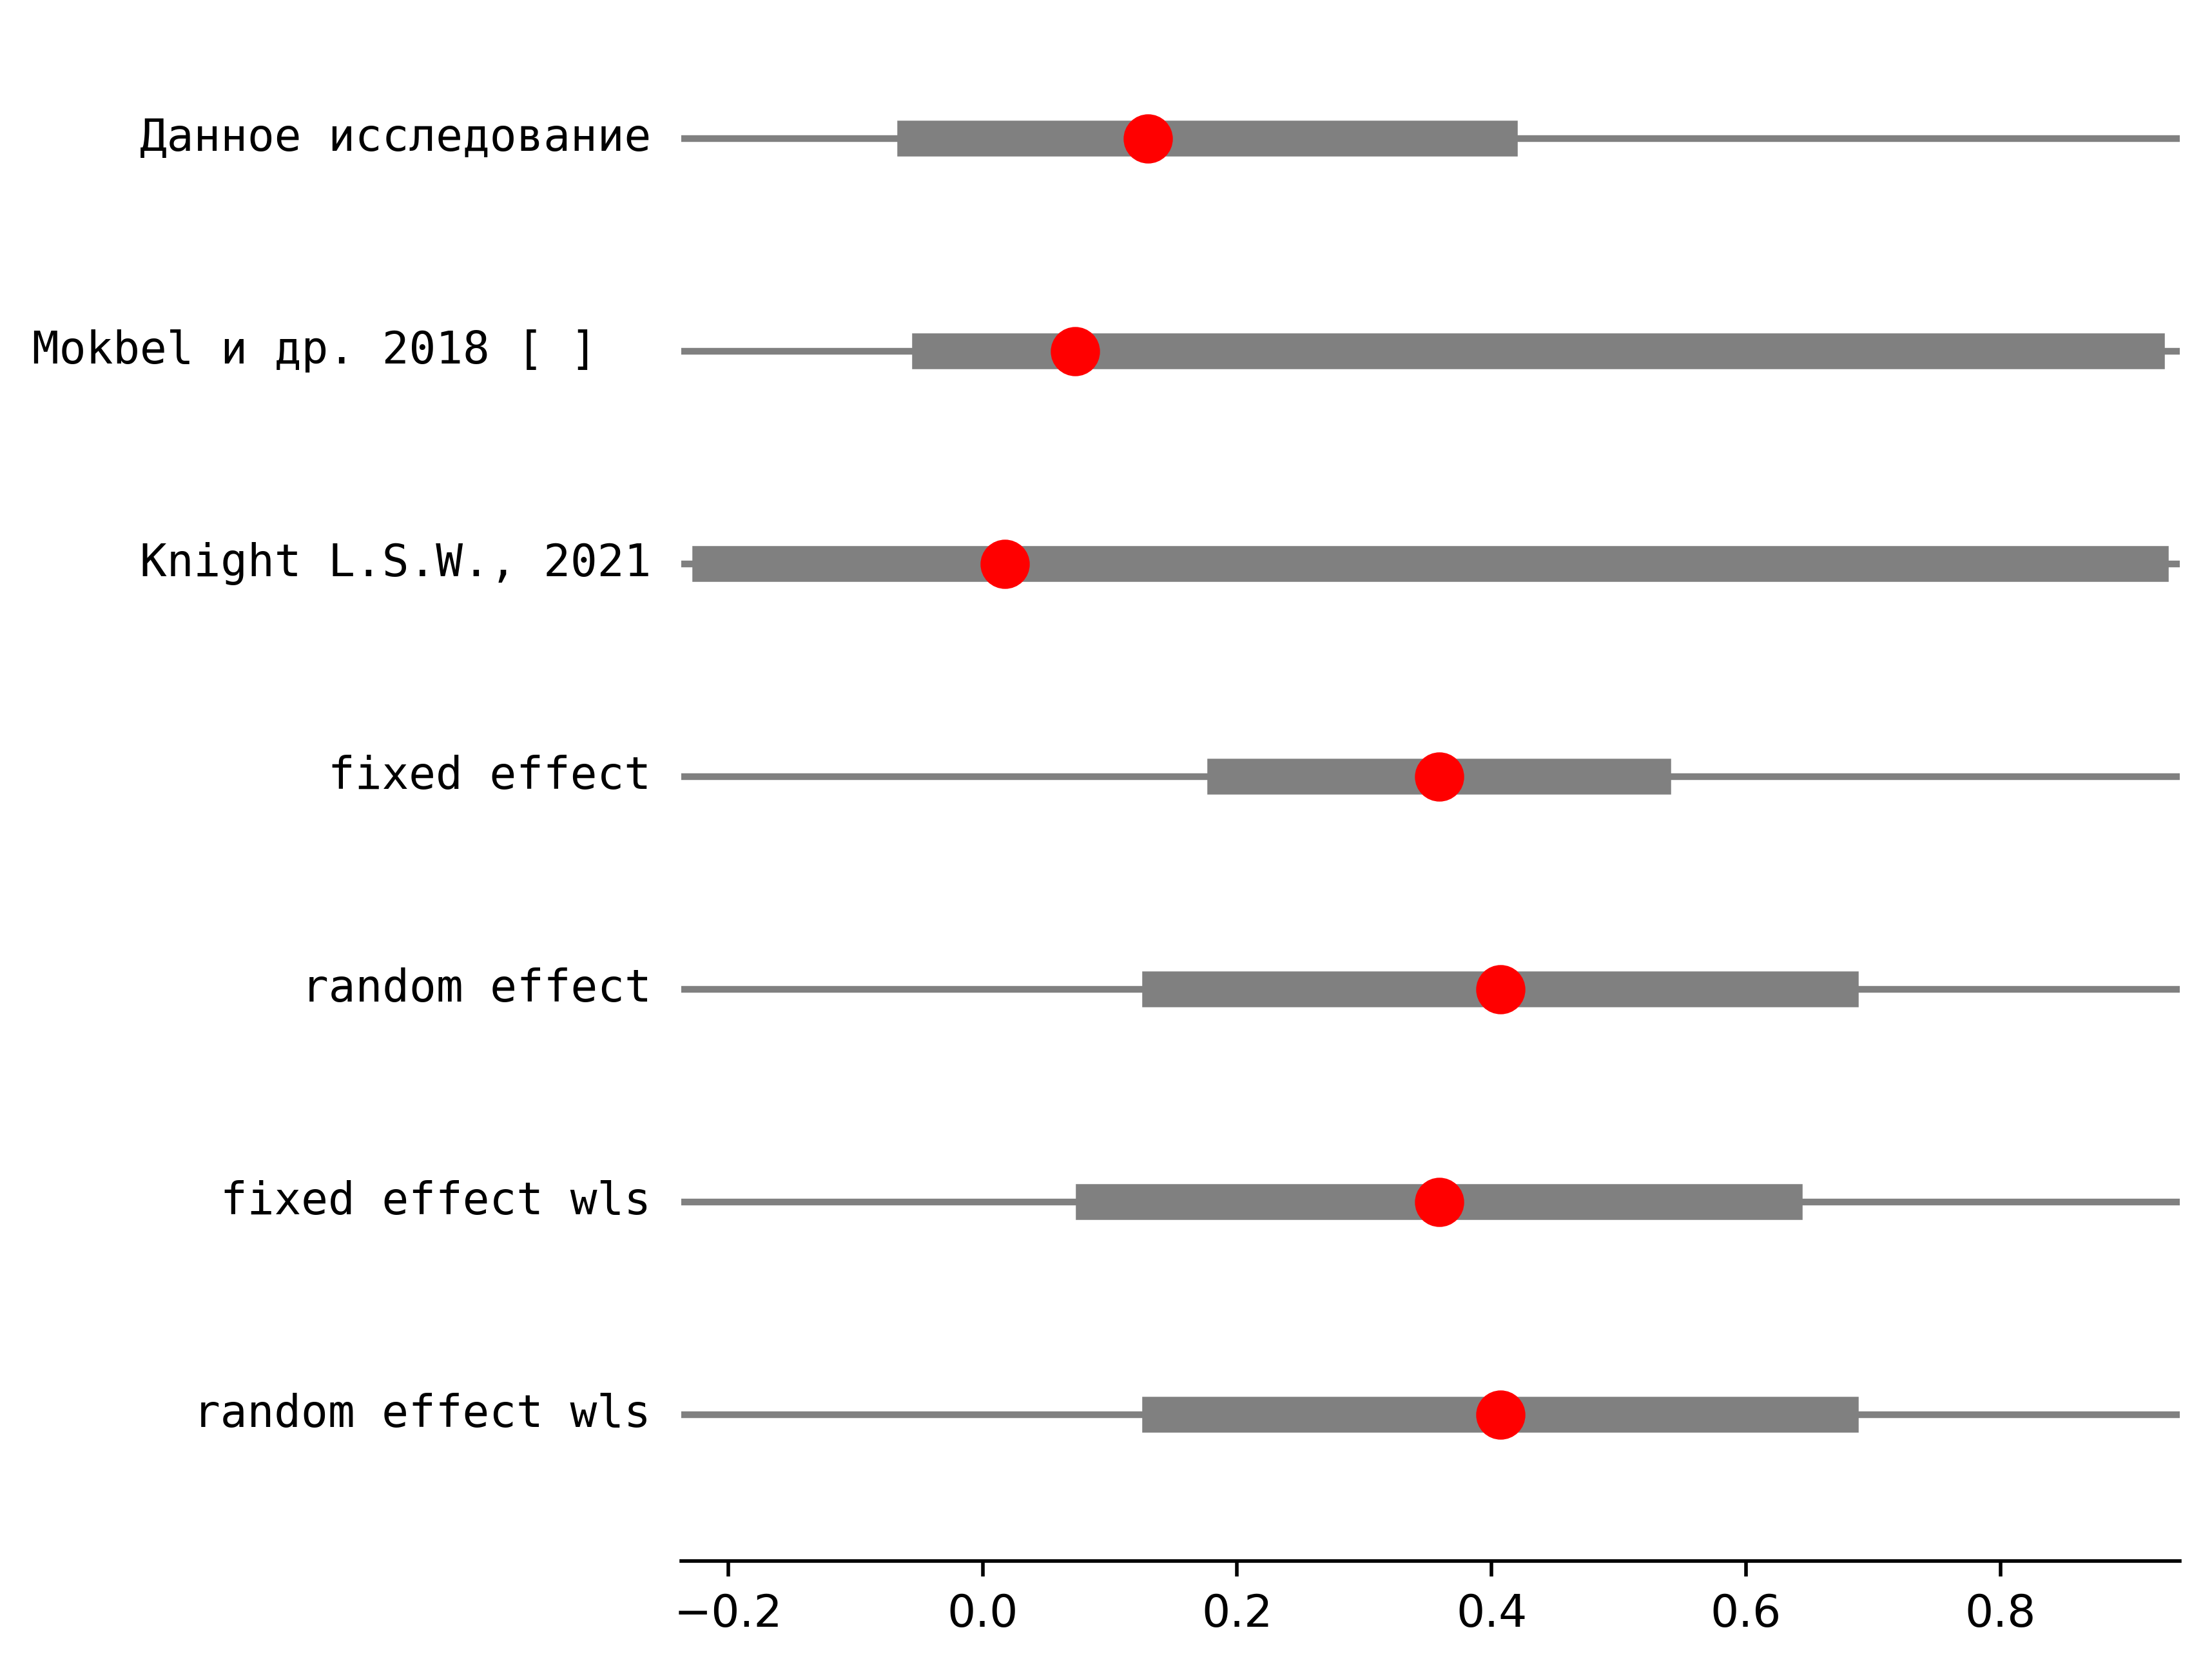 Данное исследование
Mokbel и др. 2018 [ ]
Knight L.S.W., 2021
fixed effect
random effect
fixed effect wls
random effect wls
−0.2 0.0 0.2 0.4 0.6 0.8